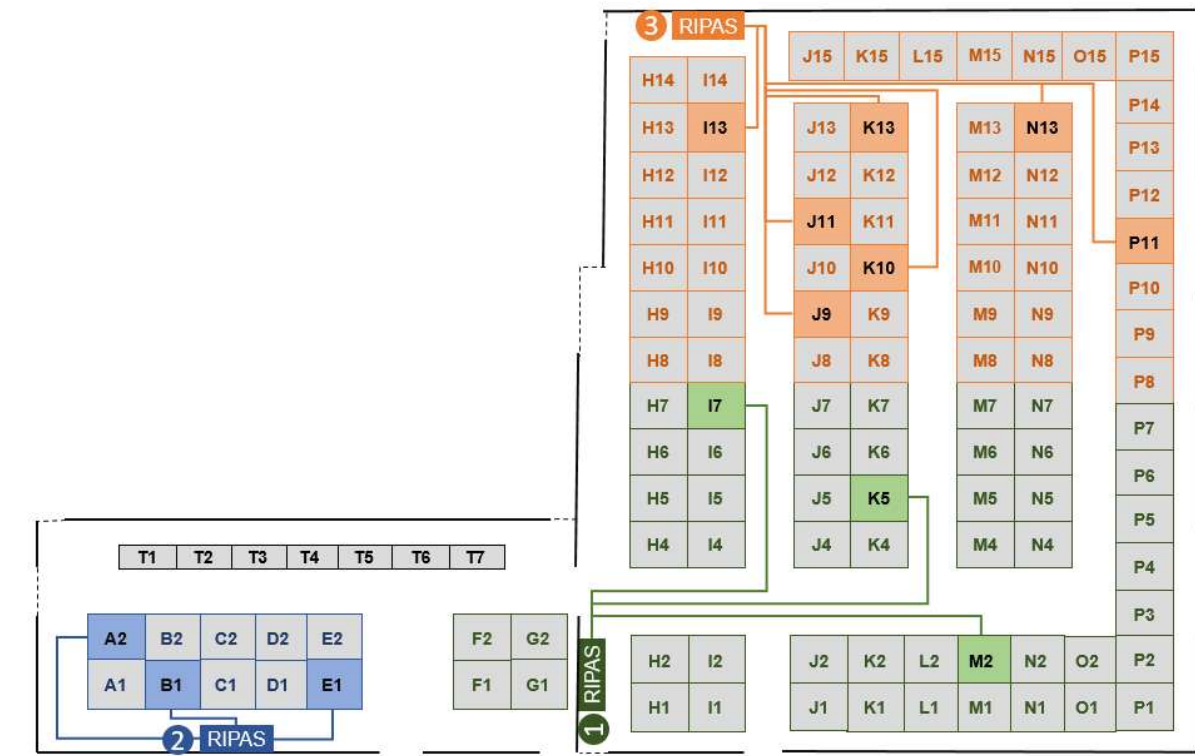 3 RIPAS
J15 K15 L15 M15 N15 O15 P15
H14 I14
P14
H13 I13 J13 K13 M13 N13
P13
H12 I12 J12 K12 M12 N12
P12
H11 I11 J11 K11 M11 N11
P11
H10 I10 J10 K10 M10 N10
P10
H9 I9 J9 K9 M9 N9
P9
H8 I8 J8 K8 M8 N8
P8
H7 I7 J7 K7 M7 N7
P7
H6 I6 J6 K6 M6 N6
P6
H5 I5 J5 K5 M5 N5
P5
H4 I4 J4 K4 M4 N4
T1 T2 T3 T4 T5 T6 T7
P4
P3
A2 B2 C2 D2 E2 F2 G2
H2 I2 J2 K2 L2 M2 N2 O2 P2
A1 B1 C1 D1 E1 F1 G1
H1 I1 J1 K1 L1 M1 N1 O1 P1
1 RIPAS
2 RIPAS